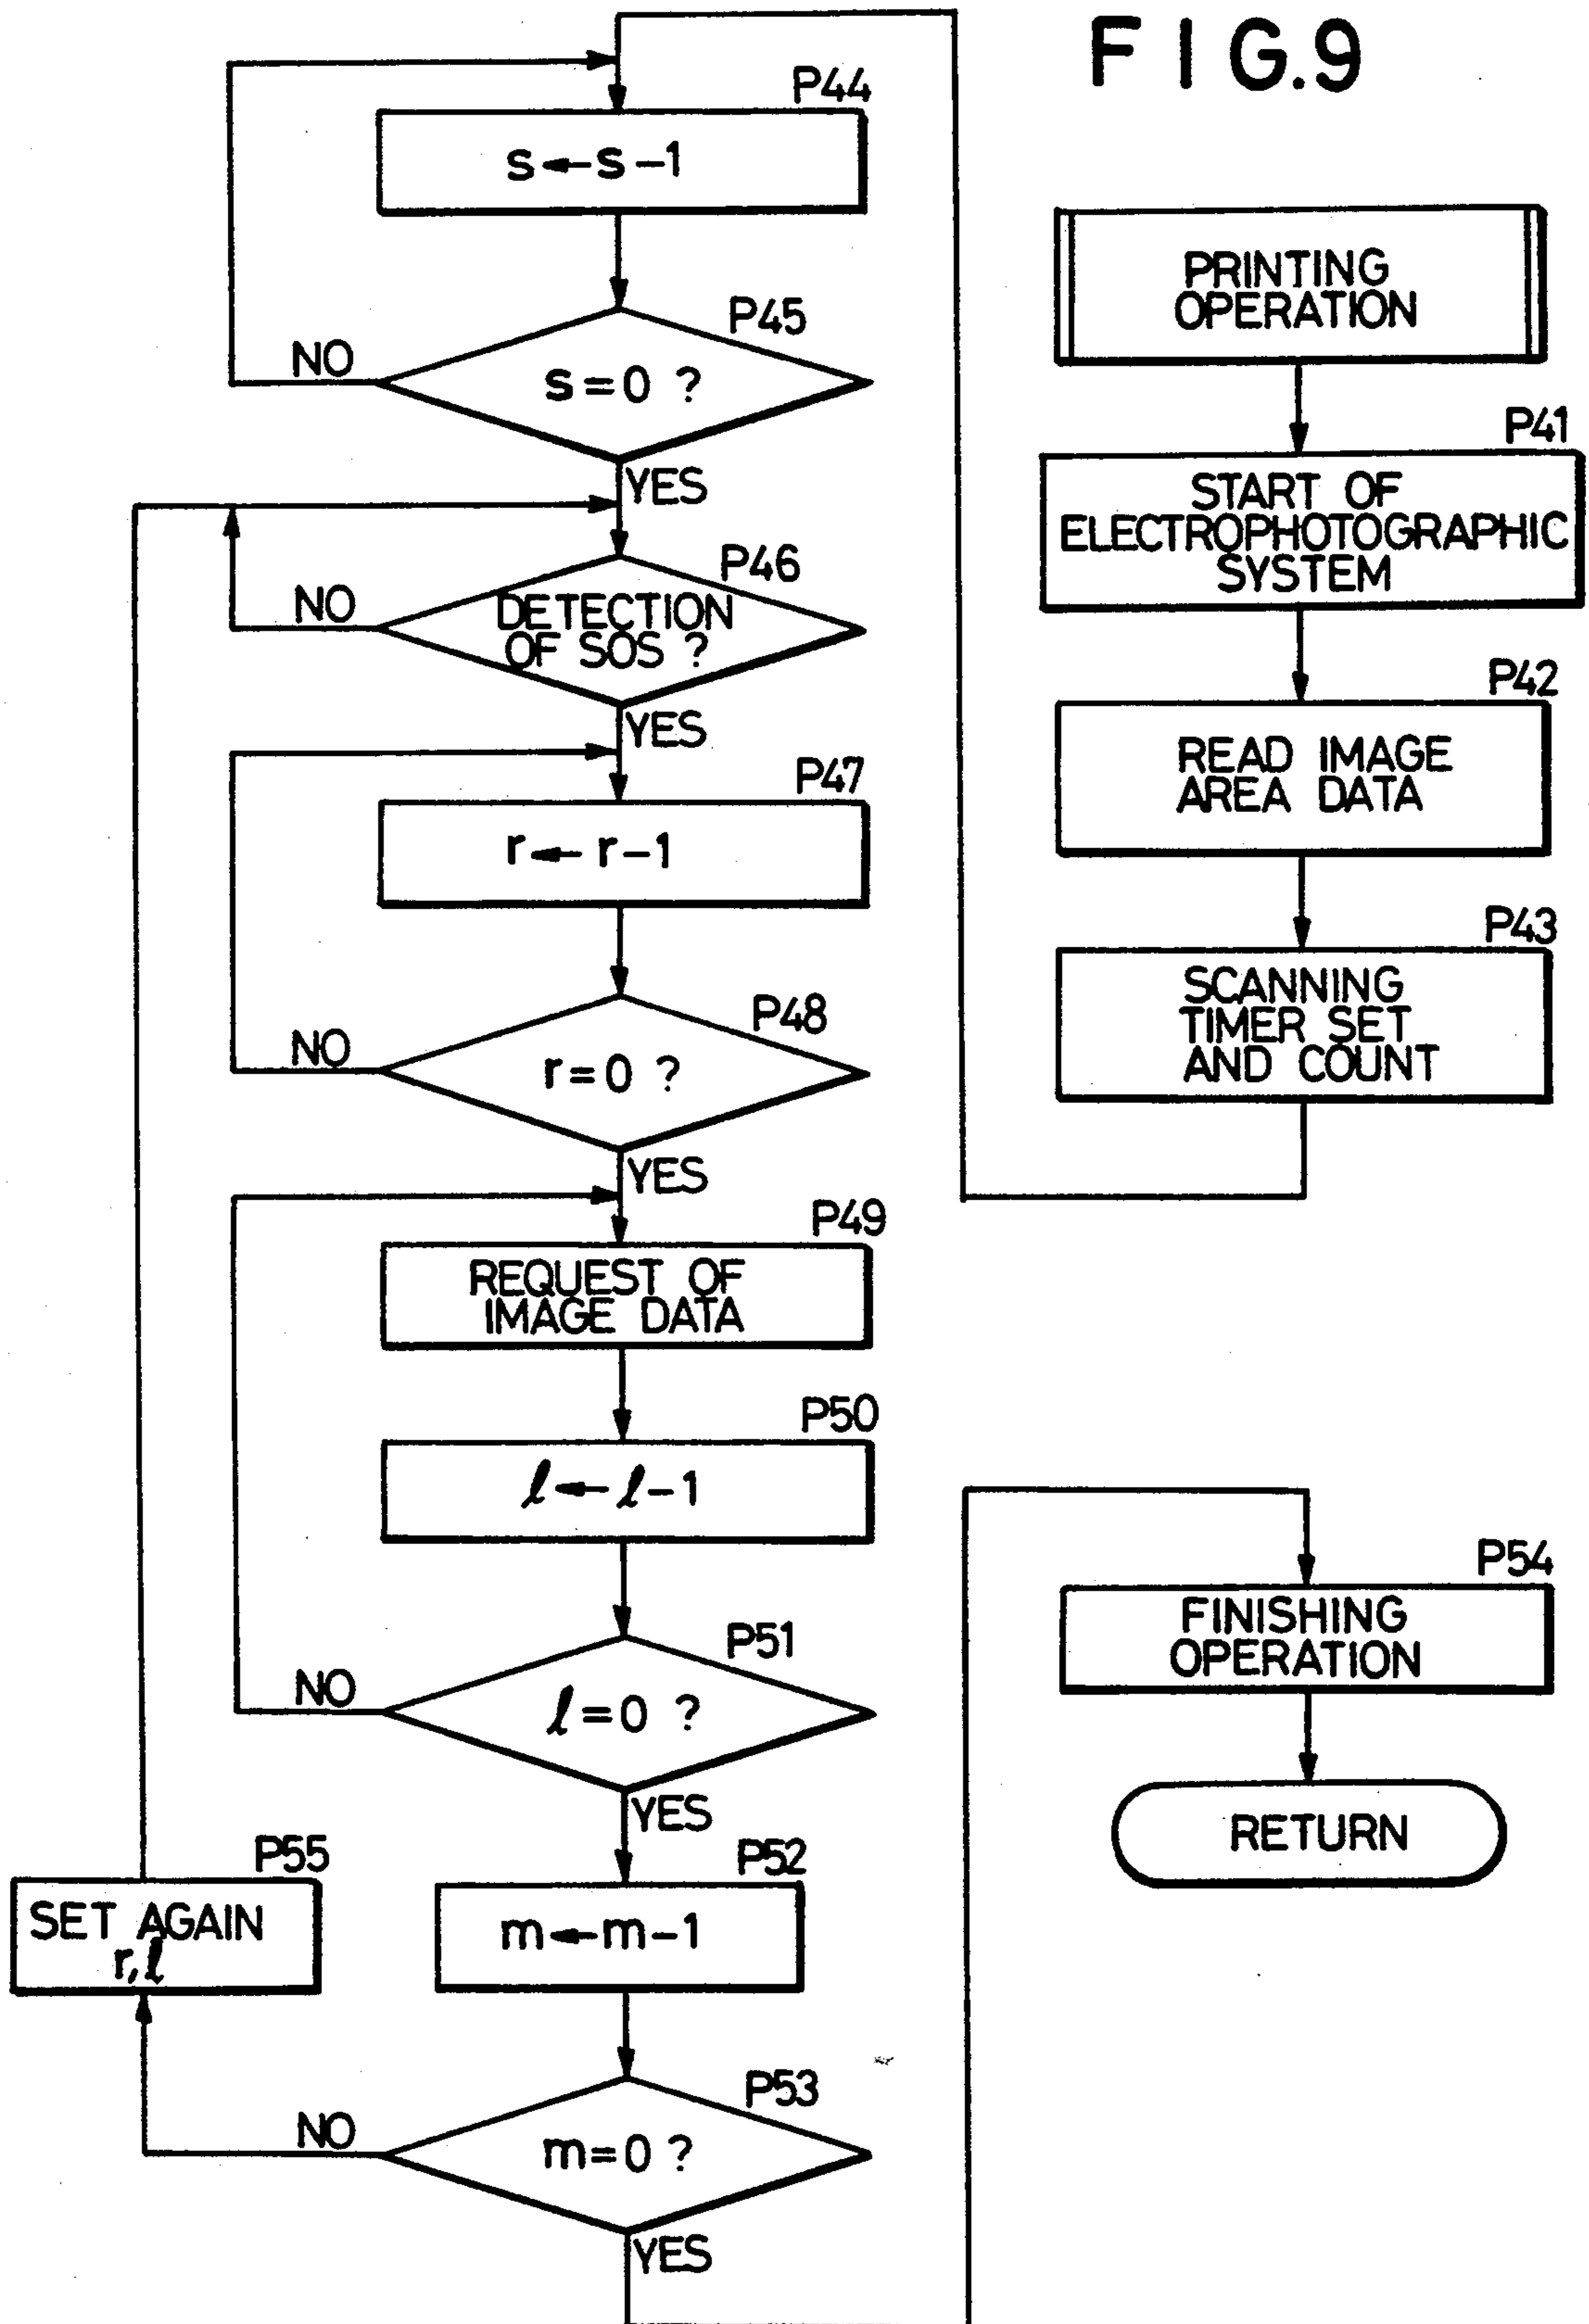 FIG.9
PRINTING
OPERATION
P41
START OF
ELECTROPHOTOGRAPHIC
SYSTEM
P42
READ IMAGE
AREA DATA
P43
SCANNING
TIMER SET
AND COUNT
P44
s←s-1
P45
s=0 ?
NO
YES
P46
DETECTION
OF SOS ?
NO
YES
P47
r←r-1
P48
r=0 ?
NO
YES
P49
REQUEST OF
IMAGE DATA
P50
ℓ←ℓ-1
P51
ℓ=0 ?
NO
YES
P52
m←m-1
P53
m=0 ?
NO
YES
P55
SET AGAIN
r,ℓ
P54
FINISHING
OPERATION
RETURN